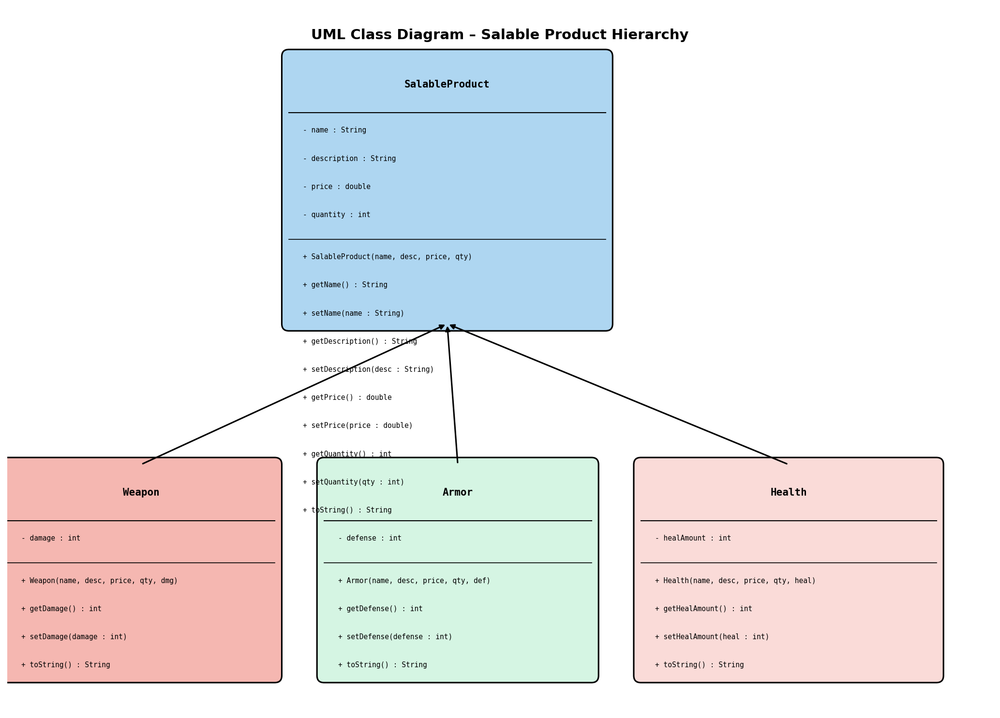 UML Class Diagram – Salable Product Hierarchy
SalableProduct
- name : String
- description : String
- price : double
- quantity : int
+ SalableProduct(name, desc, price, qty)
+ getName() : String
+ setName(name : String)
+ getDescription() : String
+ setDescription(desc : String)
+ getPrice() : double
+ setPrice(price : double)
+ getQuantity() : int
+ setQuantity(qty : int)
+ toString() : String
Weapon
- damage : int
+ Weapon(name, desc, price, qty, dmg)
+ getDamage() : int
+ setDamage(damage : int)
+ toString() : String
Armor
- defense : int
+ Armor(name, desc, price, qty, def)
+ getDefense() : int
+ setDefense(defense : int)
+ toString() : String
Health
- healAmount : int
+ Health(name, desc, price, qty, heal)
+ getHealAmount() : int
+ setHealAmount(heal : int)
+ toString() : String